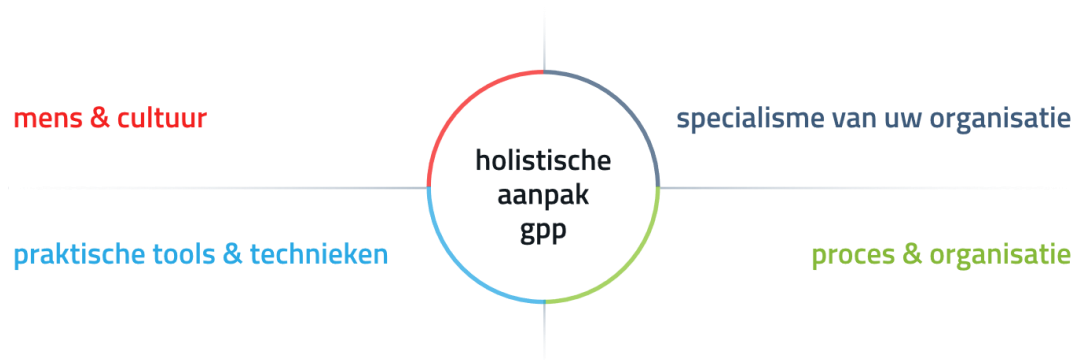 mens & cultuur
specialisme van uw organisatie
holistische
aanpak
gpp
praktische tools & technieken
proces & organisatie